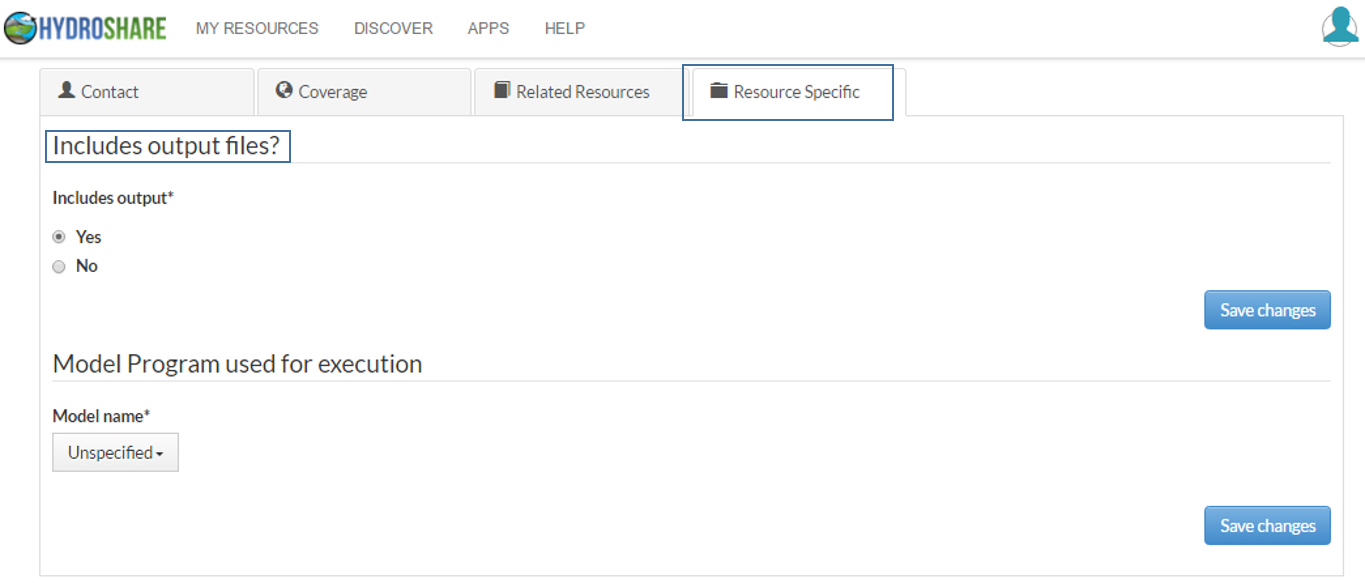 HYDROSHARE MY RESOURCES DISCOVER APPS HELP
Contact Coverage Related Resources Resource Specific
Includes output files?
Includes output*
Yes
No
Save changes
Model Program used for execution
Model name*
Unspecified
Save changes